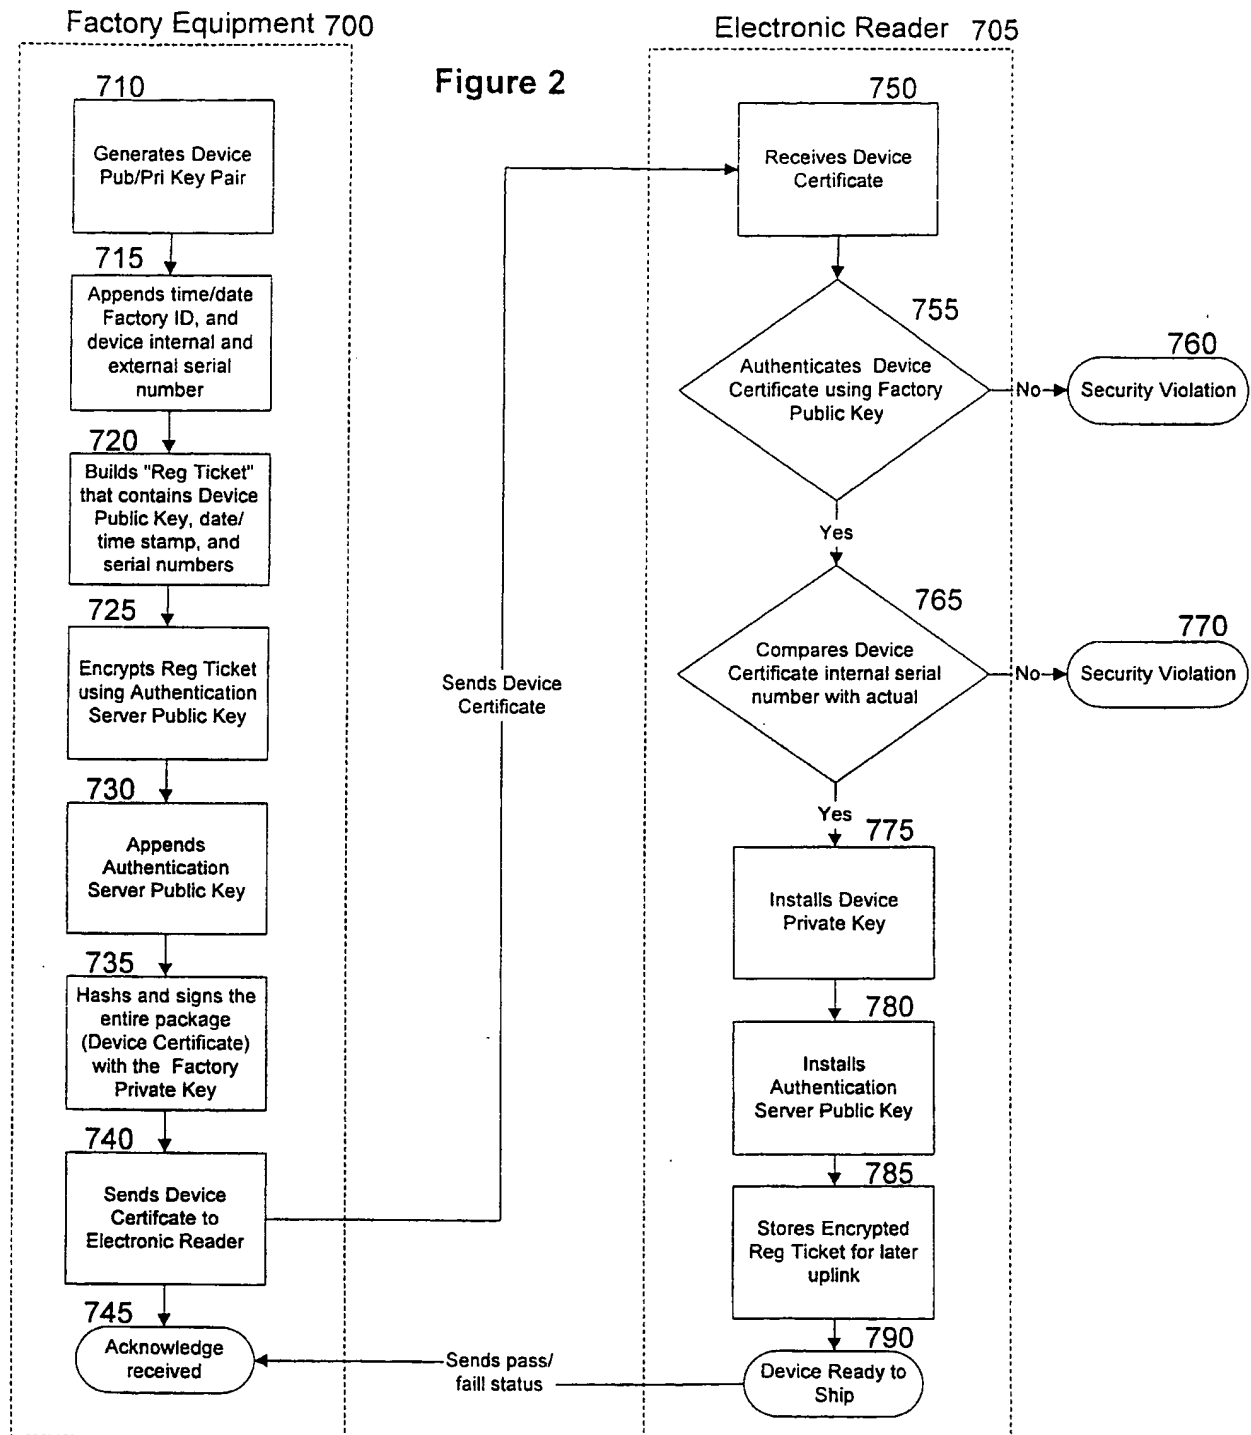 Factory Equipment 700
Electronic Reader 705
Figure 2
710
Generates Device
Pub/Pri Key Pair
715
Appends time/date
Factory ID, and
device internal and
external serial
number
720
Builds "Reg Ticket"
that contains Device
Public Key, date/
time stamp, and
serial numbers
725
Encrypts Reg Ticket
using Authentication
Server Public Key
730
Appends
Authentication
Server Public Key
735
Hashs and signs the
entire package
(Device Certificate)
with the Factory
Private Key
740
Sends Device
Certifcate to
Electronic Reader
745
Acknowledge
received
Sends Device
Certificate
750
Receives Device
Certificate
755
Authenticates Device
Certificate using Factory
Public Key
No
760
Security Violation
Yes
765
Compares Device
Certificate internal serial
number with actual
No
770
Security Violation
Yes
775
Installs Device
Private Key
780
Installs
Authentication
Server Public Key
785
Stores Encrypted
Reg Ticket for later
uplink
790
Device Ready to
Ship
Sends pass/
faill status